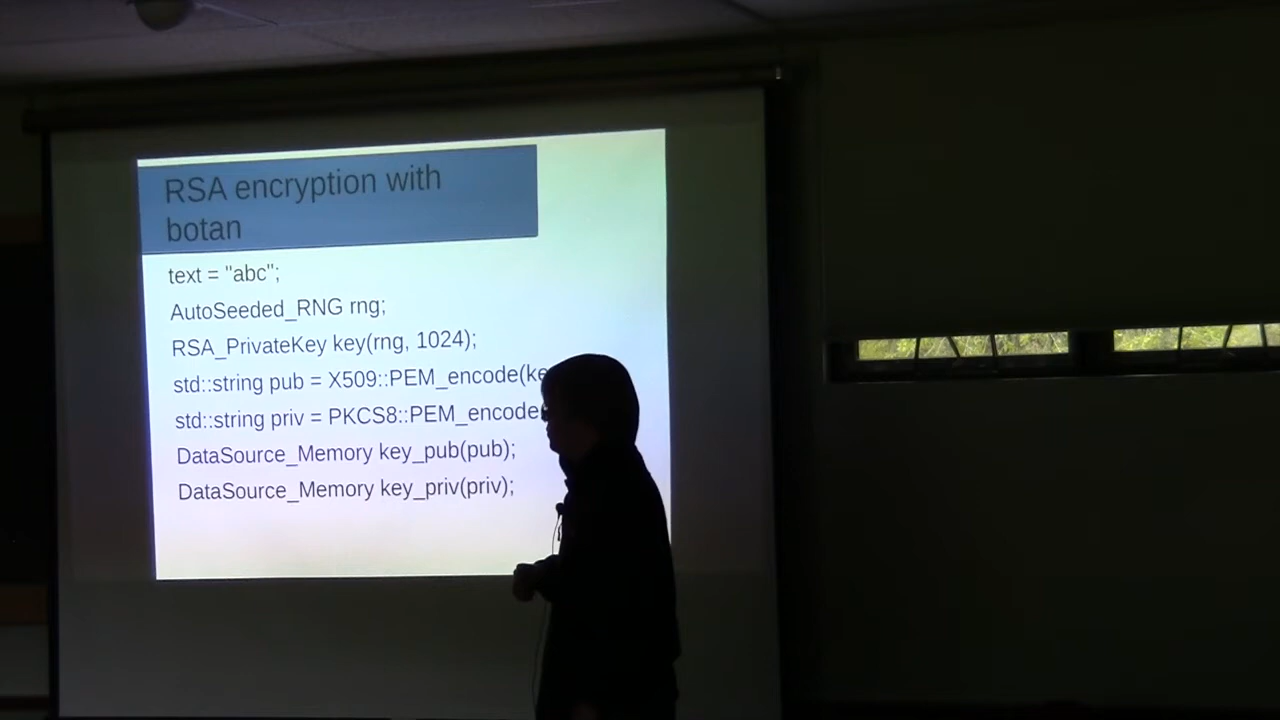 RSA encryption with
botan
text = "abc";
AutoSeeded_RNG rng;
RSA_PrivateKey key(rng, 1024);
std::string pub = X509::PEM_encode(ke
std::string priv = PKCS8::PEM_encode
DataSource_Memory key_pub(pub);
DataSource_Memory key_priv(priv);